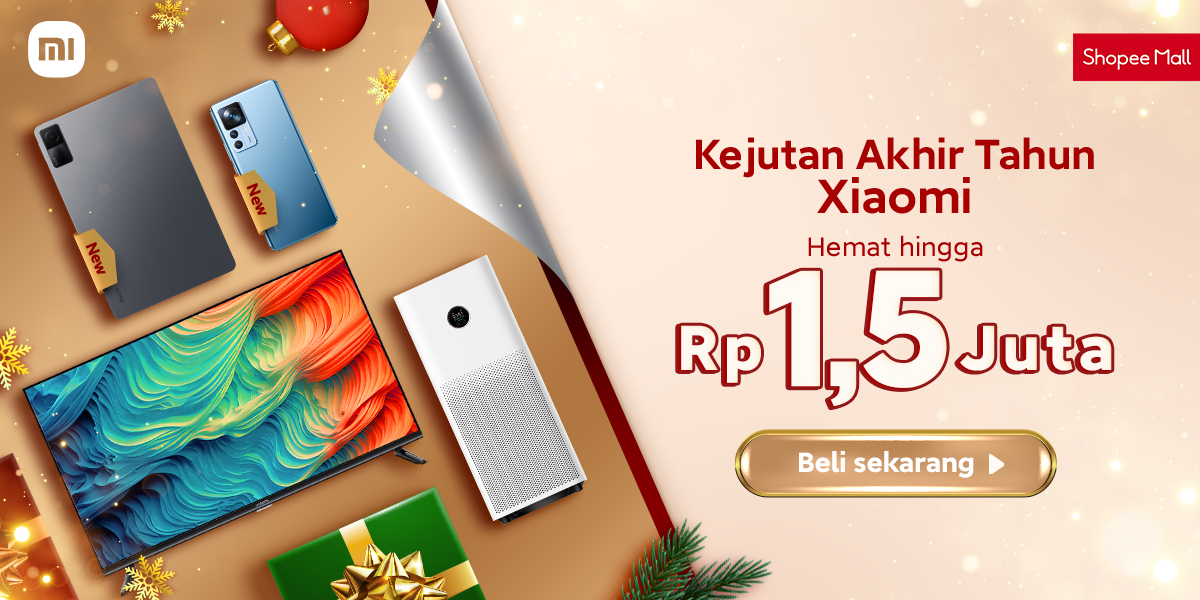 mi
Shopee Mall
New
New
Kejutan Akhir Tahun
Xiaomi
Hemat hingga
Rp 1,5 Juta
Beli sekarang